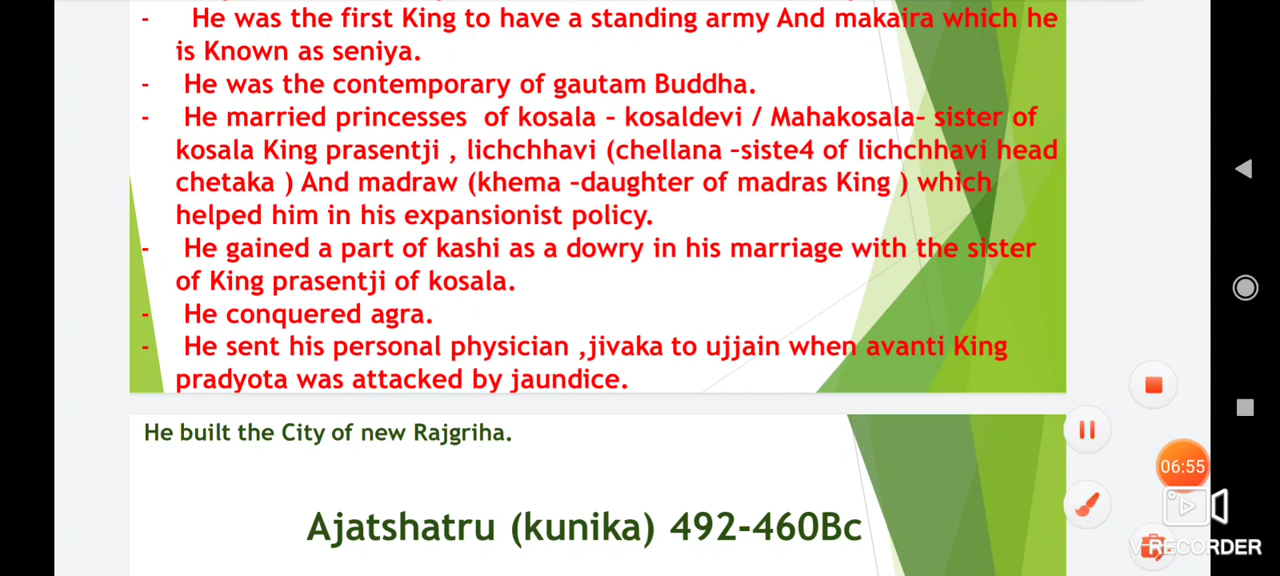 - He was the first King to have a standing army And makaira which he
is Known as seniya.
- He was the contemporary of gautam Buddha.
- He married princesses of kosala - kosaldevi / Mahakosala- sister of
kosala King prasentji , lichchhavi (chellana -siste4 of lichchhavi head
chetaka ) And madraw (khema -daughter of madras King ) which
helped him in his expansionist policy.
- He gained a part of kashi as a dowry in his marriage with the sister
of King prasentji of kosala.
- He conquered agra.
- He sent his personal physician ,jivaka to ujjain when avanti King
pradyota was attacked by jaundice.
He built the City of new Rajgriha.
Ajatshatru (kunika) 492-460Bc
06:55
V RECORDER